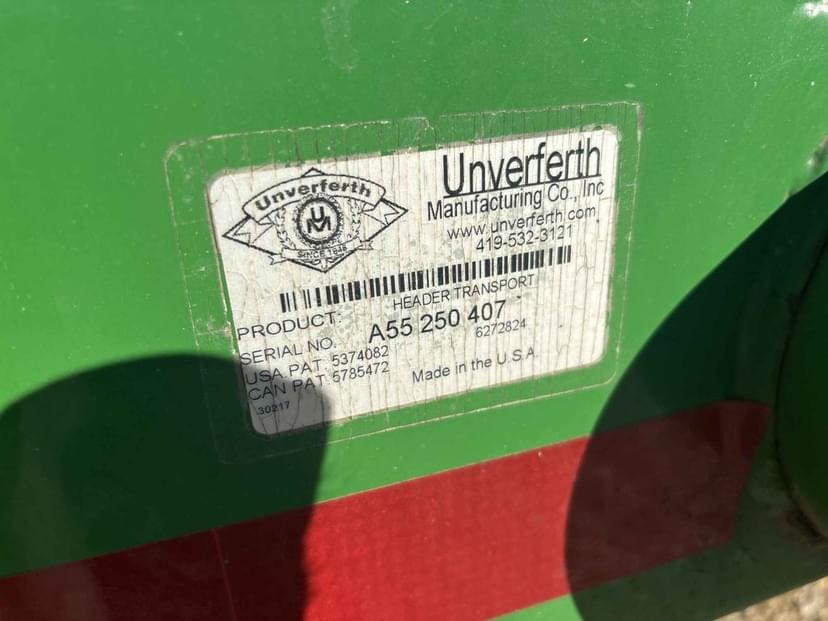 Unverferth
UM
SINCE 1948
Unverferth
Manufacturing Co., Inc
www.unverferth.com
419-532-3121
PRODUCT: HEADER TRANSPORT
SERIAL NO. A55 250 407
USA PAT. 5374082 6272824
CAN PAT. 5785472 Made in the U.S.A.
30217